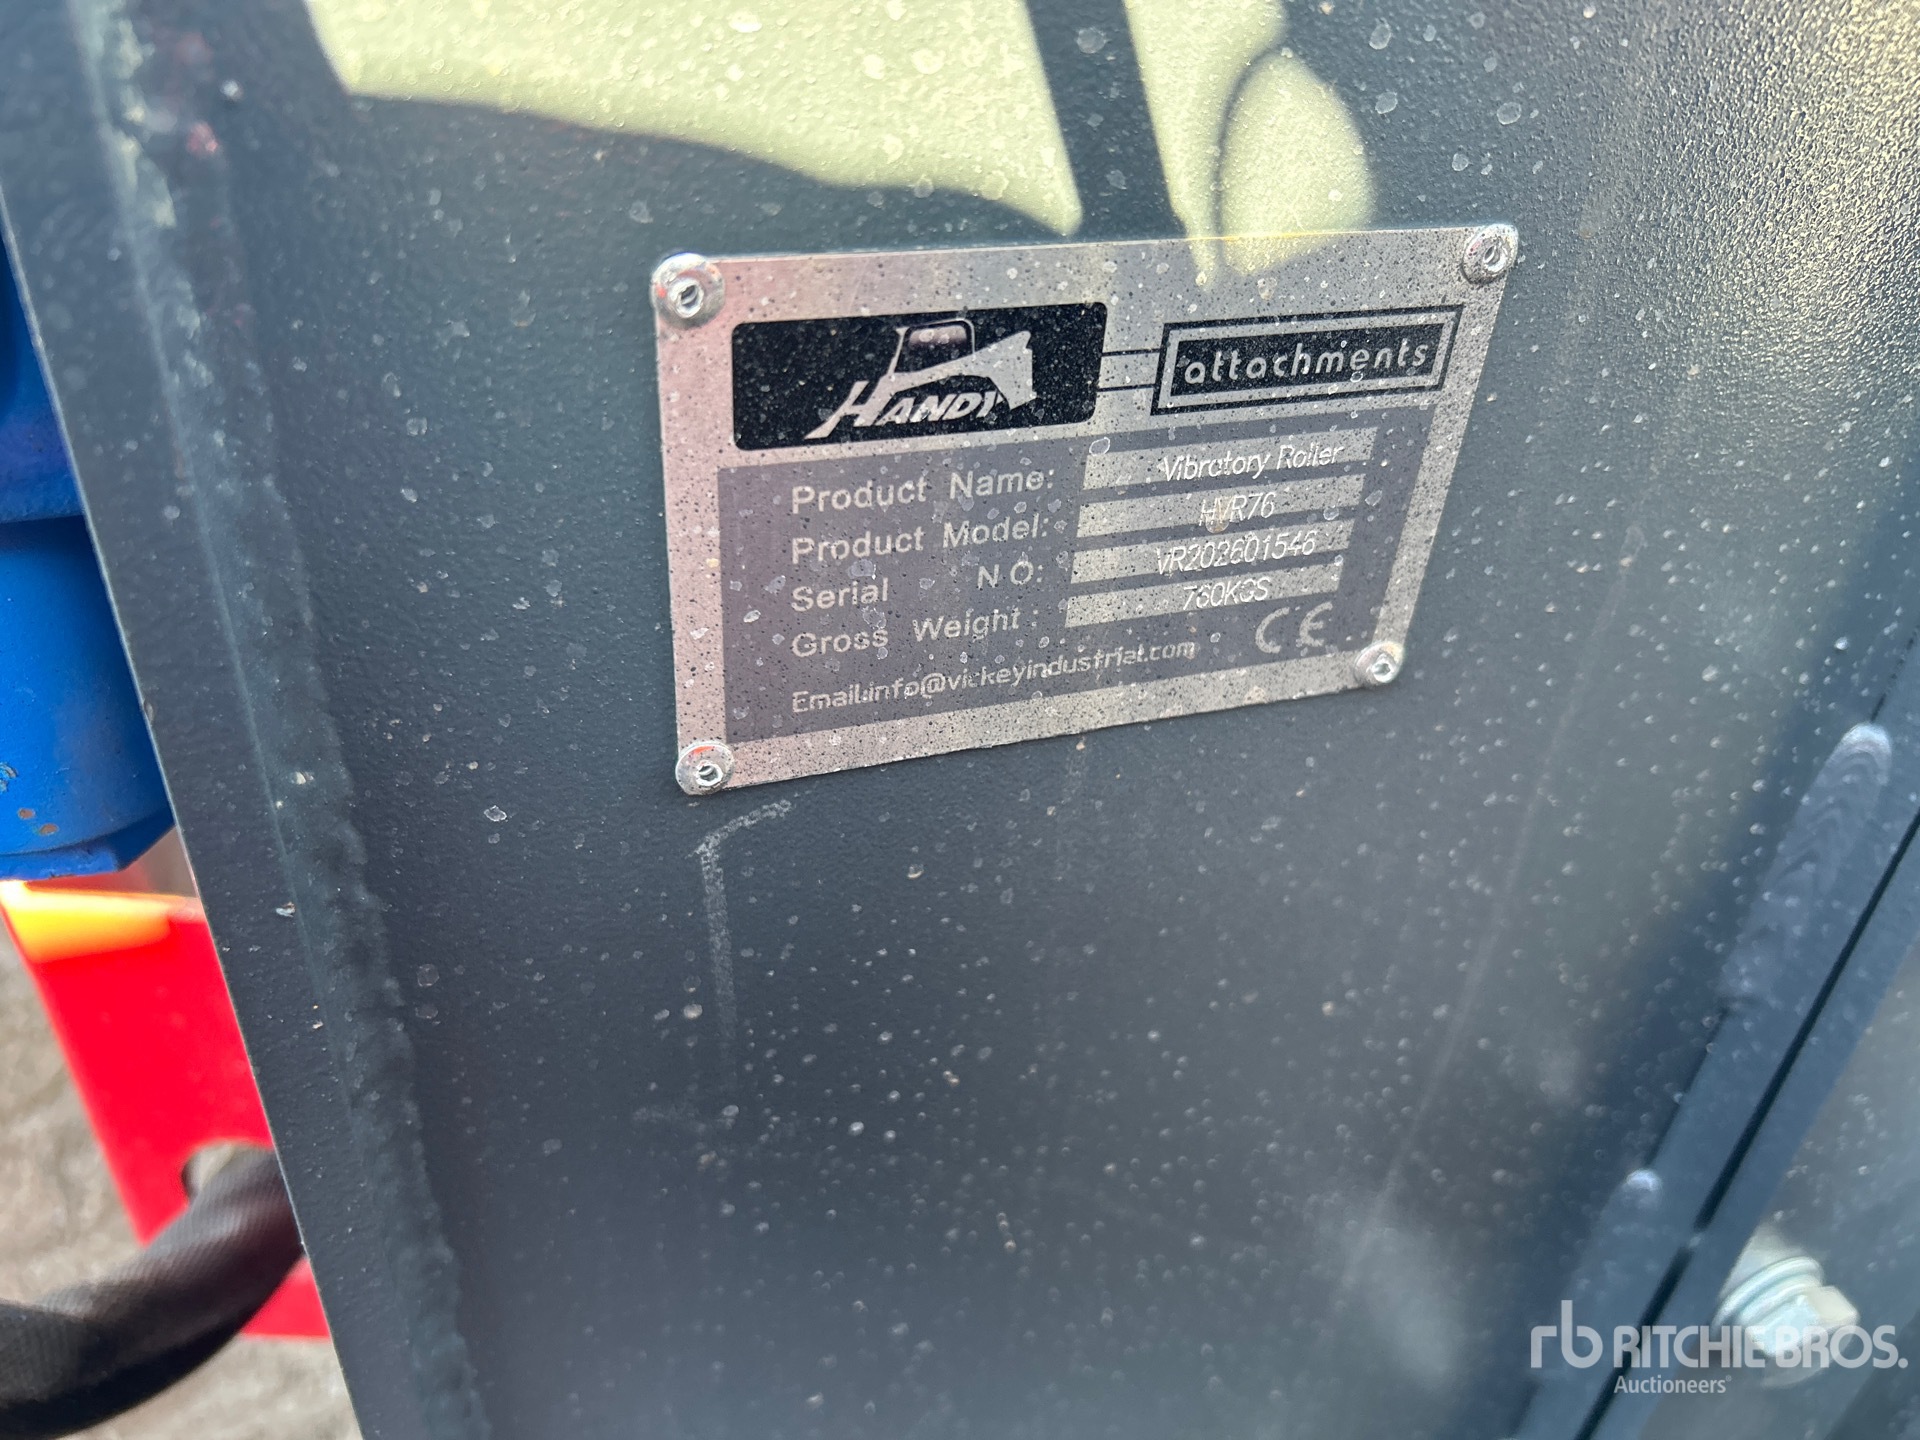 HANDY attachments
Product Name: Vibratory Roller
Product Model: HVR76
Serial NO: VR202601546
Gross Weight: 760KGS
Email:info@vickeyindustrial.com CE
rb RITCHIE BROS.
Auctioneers